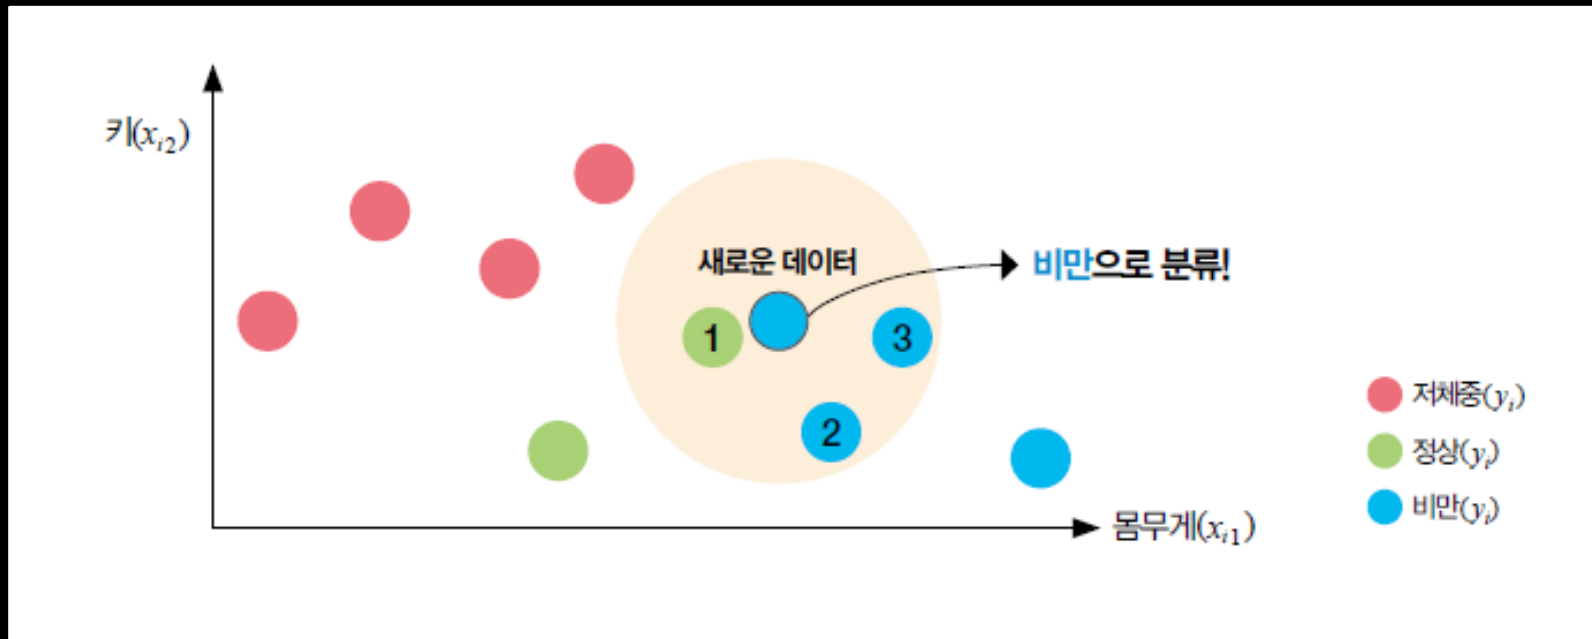 키(xi2)
새로운 데이터
비만으로 분류!
1
3
2
저체중(yi)
정상(yi)
비만(yi)
몸무게(xi1)